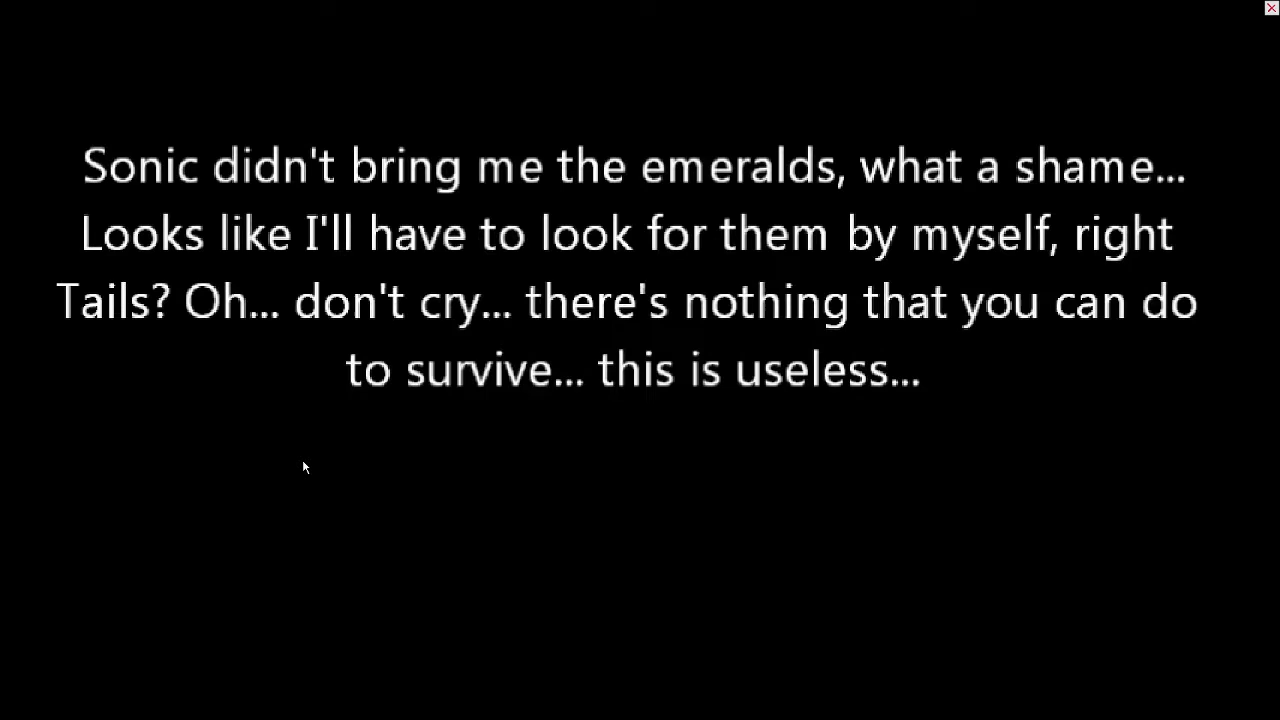 Sonic didn't bring me the emeralds, what a shame...
Looks like I'll have to look for them by myself, right
Tails? Oh... don't cry... there's nothing that you can do
to survive... this is useless...